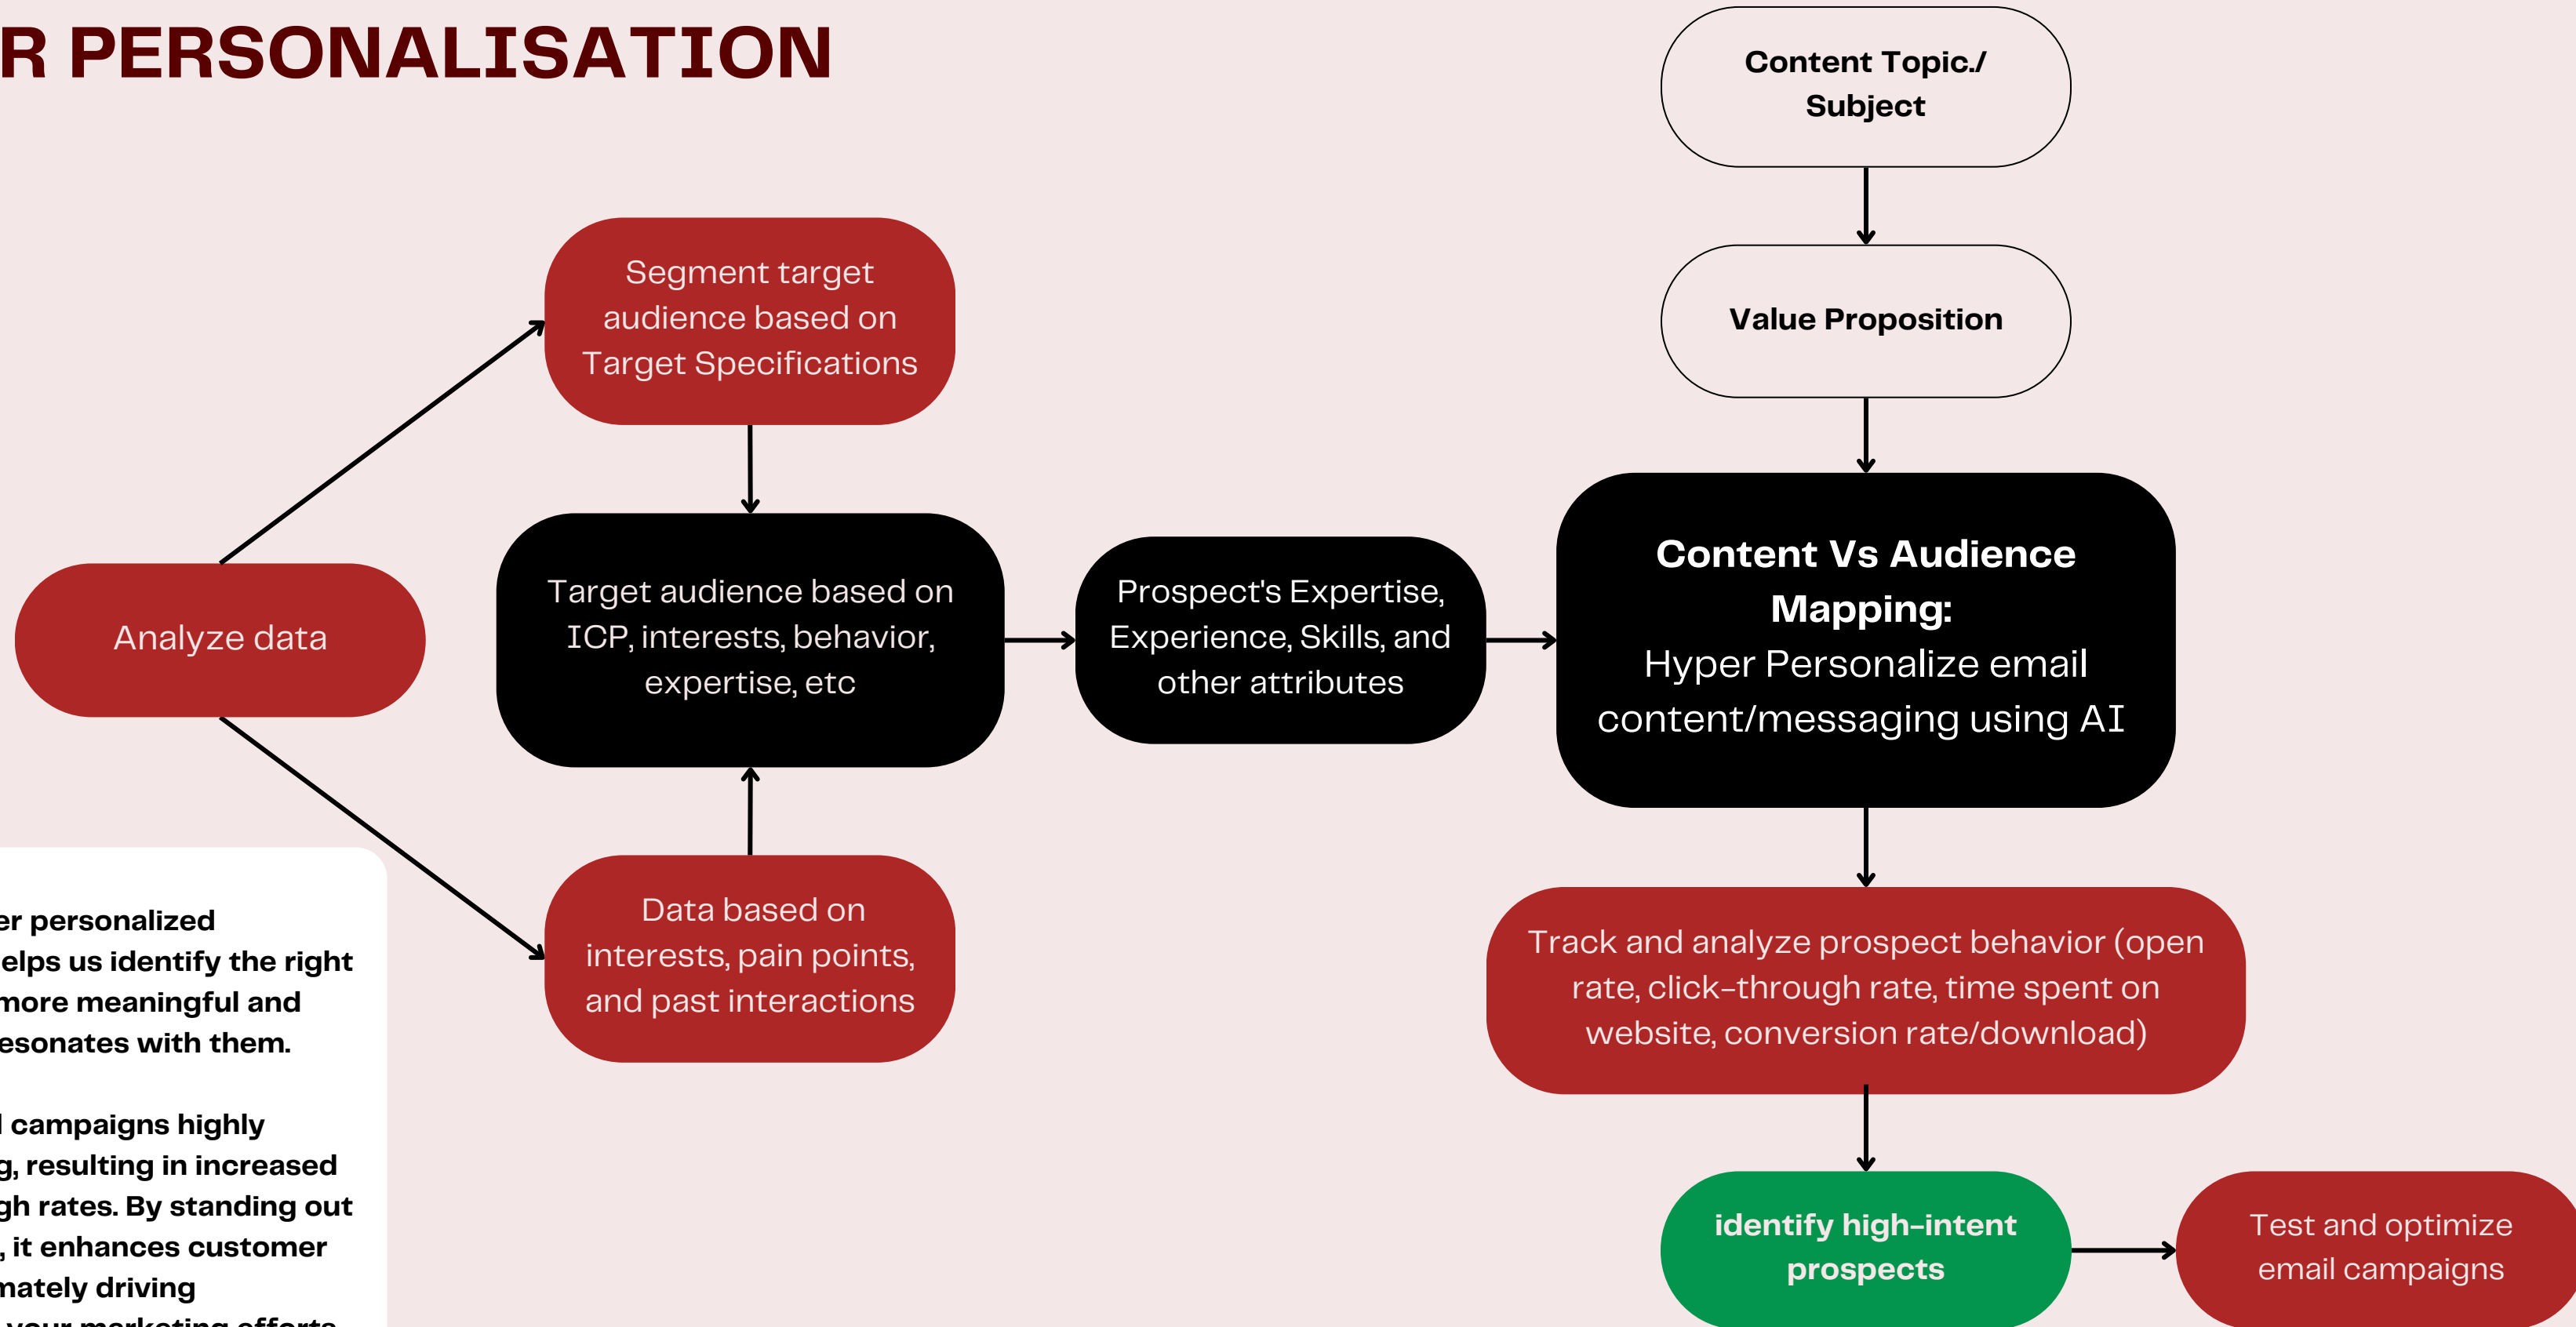 R PERSONALISATION
Content Topic./
Subject
Value Proposition
Segment target
audience based on
Target Specifications
Analyze data
Target audience based on
ICP, interests, behavior,
expertise, etc
Prospect's Expertise,
Experience, Skills, and
other attributes
Content Vs Audience
Mapping:
Hyper Personalize email
content/messaging using AI
Data based on
interests, pain points,
and past interactions
Track and analyze prospect behavior (open
rate, click-through rate, time spent on
website, conversion rate/download)
identify high-intent
prospects
Test and optimize
email campaigns
er personalized
elps us identify the right
more meaningful and
esonates with them.
campaigns highly
g, resulting in increased
gh rates. By standing out
, it enhances customer
mately driving
your marketing efforts